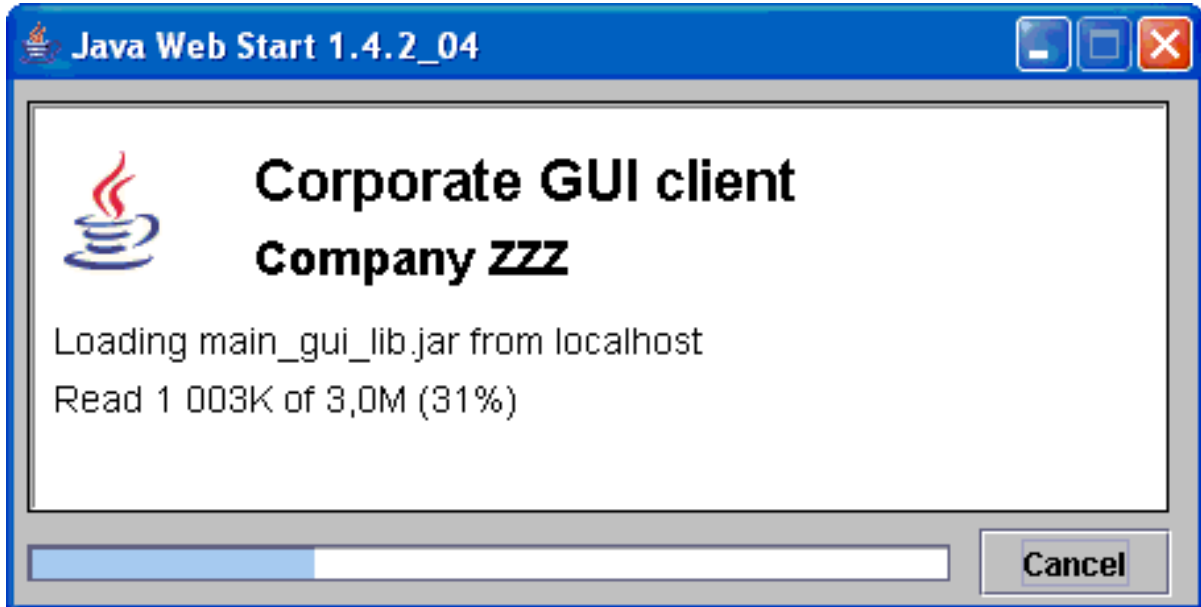 Java Web Start 1.4.2_04
Corporate GUI client
Company ZZZ
Loading main_gui_lib.jar from localhost
Read 1 003K of 3,0M (31%)
Cancel